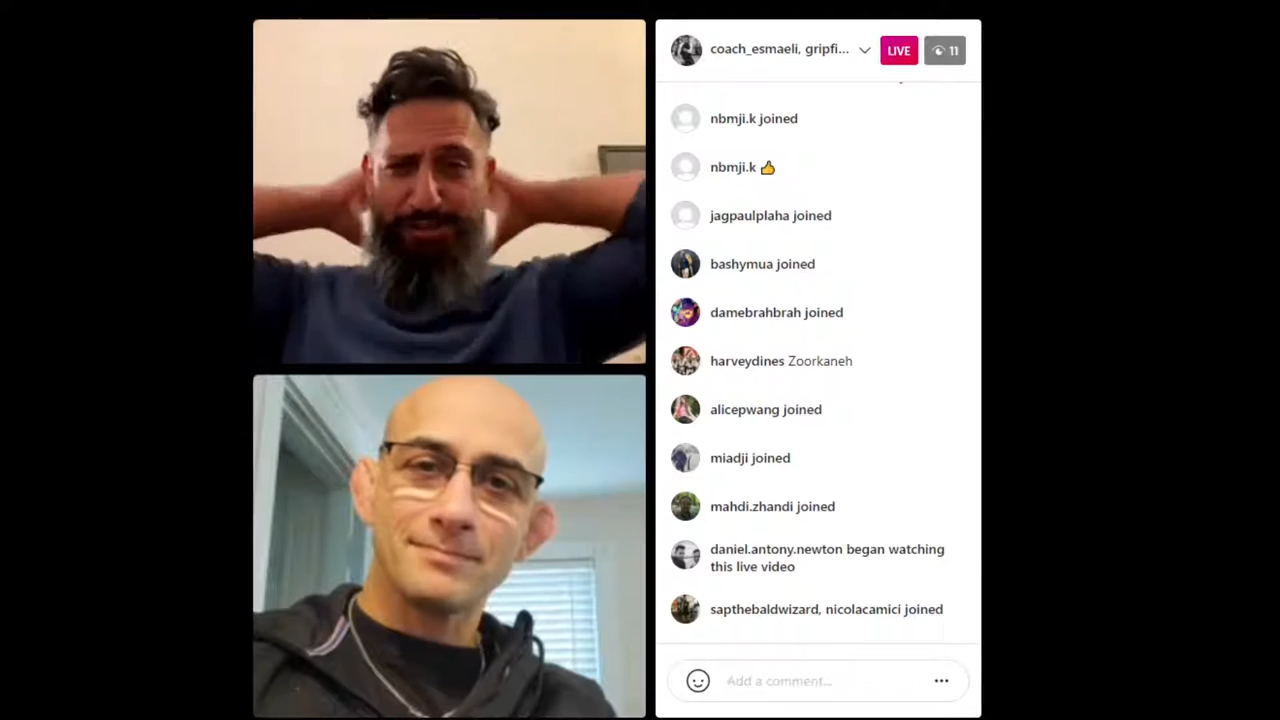 coach_esmaeli, gripfi...
LIVE
11
nbmji.k joined
nbmji.k 👍
jagpaulplaha joined
bashymua joined
damebrahbrah joined
harveydines Zoorkaneh
alicepwang joined
miadji joined
mahdi.zhandi joined
daniel.antony.newton began watching
this live video
sapthebaldwizard, nicolacamici joined
Add a comment...